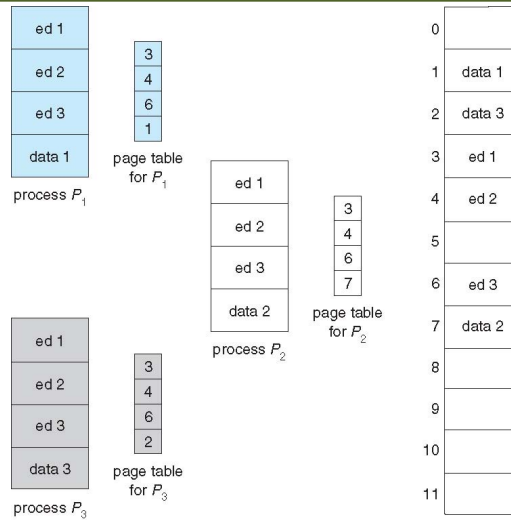 ed 1
ed 2
ed 3
data 1
process P1
3
4
6
1
page table
for P1
ed 1
ed 2
ed 3
data 2
process P2
3
4
6
7
page table
for P2
ed 1
ed 2
ed 3
data 3
process P3
3
4
6
2
page table
for P3
0
1 data 1
2 data 3
3 ed 1
4 ed 2
5
6 ed 3
7 data 2
8
9
10
11